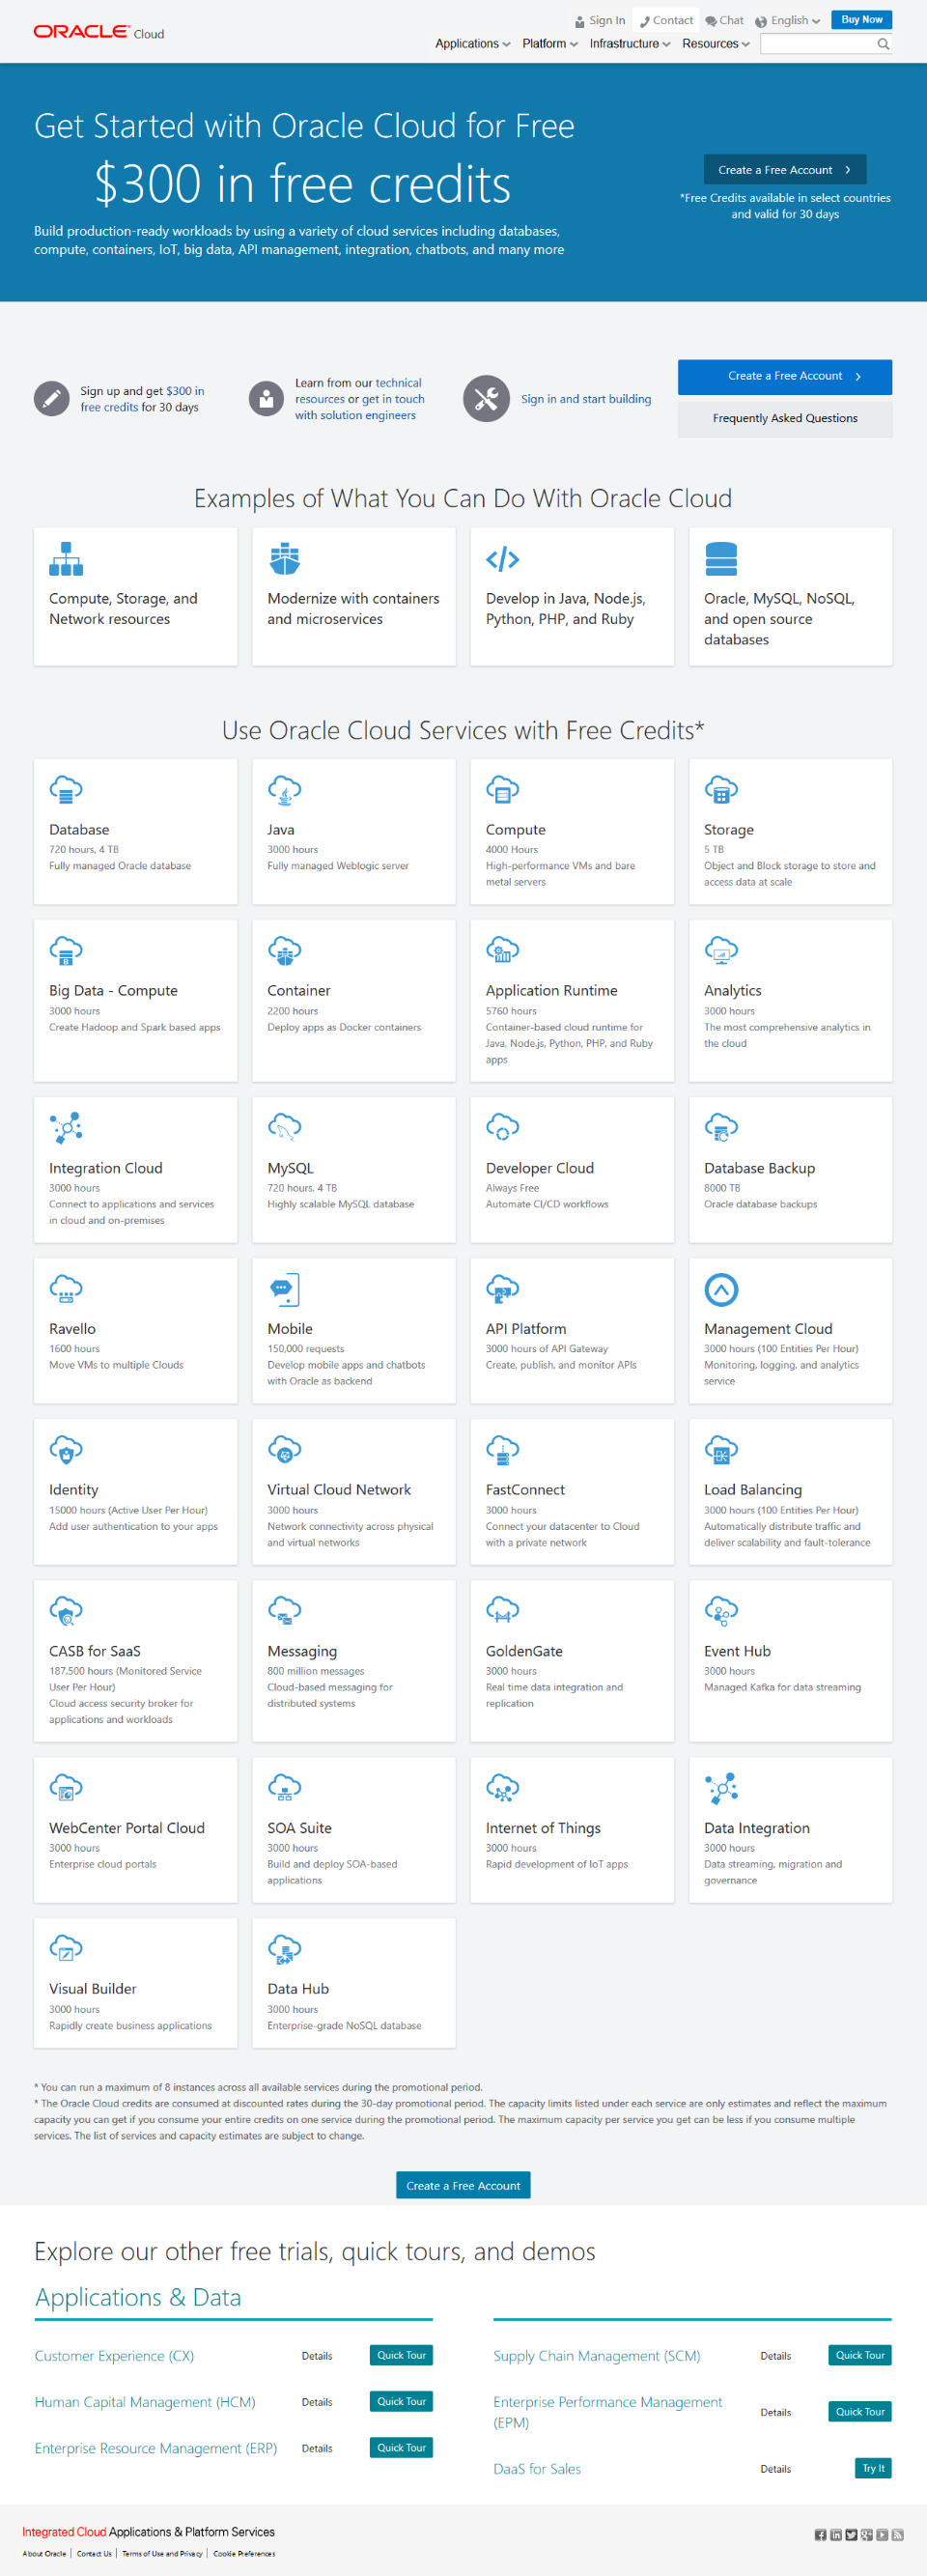 ORACLE Cloud
Sign In Contact Chat English Buy Now
Applications Platform Infrastructure Resources
Get Started with Oracle Cloud for Free
$300 in free credits
Build production-ready workloads by using a variety of cloud services including databases,
compute, containers, IoT, big data, API management, integration, chatbots, and many more
Create a Free Account
*Free Credits available in select countries
and valid for 30 days
Sign up and get $300 in
free credits for 30 days
Learn from our technical
resources or get in touch
with solution engineers
Sign in and start building
Create a Free Account
Frequently Asked Questions
Examples of What You Can Do With Oracle Cloud
Compute, Storage, and
Network resources
Modernize with containers
and microservices
Develop in Java, Node.js,
Python, PHP, and Ruby
Oracle, MySQL, NoSQL,
and open source
databases
Use Oracle Cloud Services with Free Credits*
Database
720 hours, 4 TB
Fully managed Oracle database
Java
3000 hours
Fully managed Weblogic server
Compute
4000 Hours
High-performance VMs and bare
metal servers
Storage
5 TB
Object and Block storage to store and
access data at scale
Big Data - Compute
3000 hours
Create Hadoop and Spark based apps
Container
2200 hours
Deploy apps as Docker containers
Application Runtime
5760 hours
Container-based cloud runtime for
Java, Node.js, Python, PHP, and Ruby
apps
Analytics
3000 hours
The most comprehensive analytics in
the cloud
Integration Cloud
3000 hours
Connect to applications and services
in cloud and on-premises
MySQL
720 hours, 4 TB
Highly scalable MySQL database
Developer Cloud
Always Free
Automate CI/CD workflows
Database Backup
8000 TB
Oracle database backups
Ravello
1600 hours
Move VMs to multiple Clouds
Mobile
150,000 requests
Develop mobile apps and chatbots
with Oracle as backend
API Platform
3000 hours of API Gateway
Create, publish, and monitor APIs
Management Cloud
3000 hours (100 Entities Per Hour)
Monitoring, logging, and analytics
service
Identity
15000 hours (Active User Per Hour)
Add user authentication to your apps
Virtual Cloud Network
3000 hours
Network connectivity across physical
and virtual networks
FastConnect
3000 hours
Connect your datacenter to Cloud
with a private network
Load Balancing
3000 hours (100 Entities Per Hour)
Automatically distribute traffic and
deliver scalability and fault-tolerance
CASB for SaaS
187,500 hours (Monitored Service
User Per Hour)
Cloud access security broker for
applications and workloads
Messaging
800 million messages
Cloud-based messaging for
distributed systems
GoldenGate
3000 hours
Real time data integration and
replication
Event Hub
3000 hours
Managed Kafka for data streaming
WebCenter Portal Cloud
3000 hours
Enterprise cloud portals
SOA Suite
3000 hours
Build and deploy SOA-based
applications
Internet of Things
3000 hours
Rapid development of IoT apps
Data Integration
3000 hours
Data streaming, migration and
governance
Visual Builder
3000 hours
Rapidly create business applications
Data Hub
3000 hours
Enterprise-grade NoSQL database
* You can run a maximum of 8 instances across all available services during the promotional period.
* The Oracle Cloud credits are consumed at discounted rates during the 30-day promotional period. The capacity limits listed under each service are only estimates and reflect the maximum
capacity you can get if you consume your entire credits on one service during the promotional period. The maximum capacity per service you get can be less if you consume multiple
services. The list of services and capacity estimates are subject to change.
Create a Free Account
Explore our other free trials, quick tours, and demos
Applications & Data
Customer Experience (CX) Details Quick Tour
Human Capital Management (HCM) Details Quick Tour
Enterprise Resource Management (ERP) Details Quick Tour
Supply Chain Management (SCM) Details Quick Tour
Enterprise Performance Management
(EPM) Details Quick Tour
DaaS for Sales Details Try It
Integrated Cloud Applications & Platform Services
About Oracle | Contact Us | Terms of Use and Privacy | Cookie Preferences